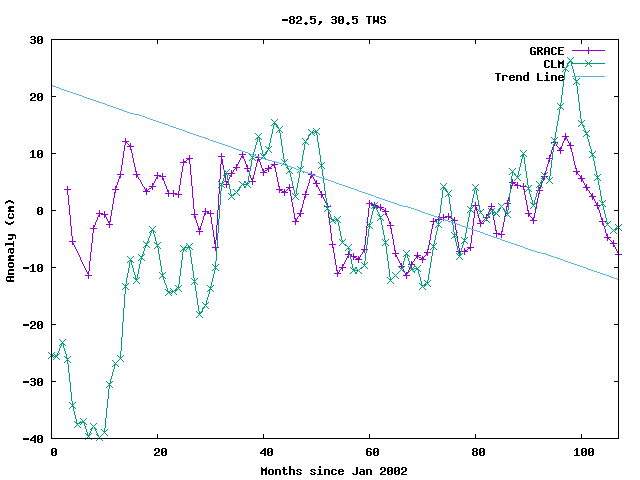 -82.5, 30.5 TWS
30
20
10
0
-10
-20
-30
-40
Anomaly (cm)
GRACE
CLM
Trend Line
0 20 40 60 80 100
Months since Jan 2002